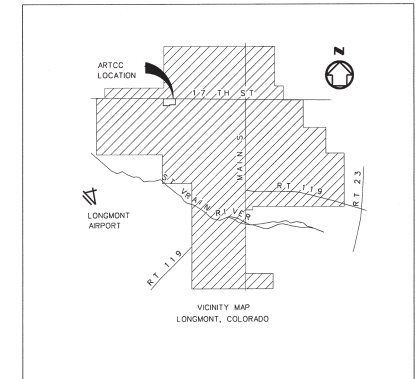 N
ARTCC
LOCATION
17 TH ST
MAIN S
RT 119
RT 23
ST VRAIN RIVER
LONGMONT
AIRPORT
RT 119
VICINITY MAP
LONGMONT, COLORADO